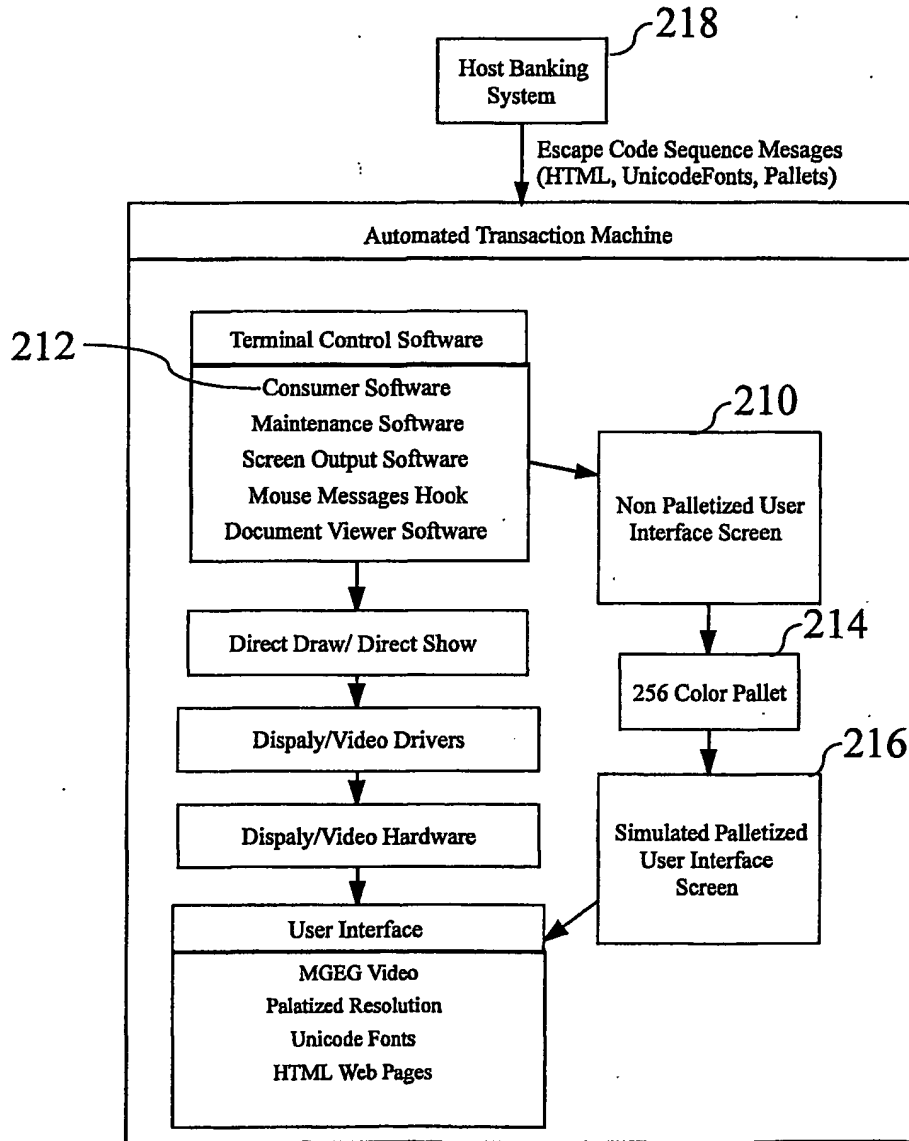 218
Host Banking
System
Escape Code Sequence Mesages
(HTML, UnicodeFonts, Pallets)
Automated Transaction Machine
Terminal Control Software
212
Consumer Software
Maintenance Software
Screen Output Software
Mouse Messages Hook
Document Viewer Software
210
Non Palletized User
Interface Screen
Direct Draw/ Direct Show
214
256 Color Pallet
Dispaly/Video Drivers
216
Simulated Palletized
User Interface
Screen
Dispaly/Video Hardware
User Interface
MGEG Video
Palatized Resolution
Unicode Fonts
HTML Web Pages